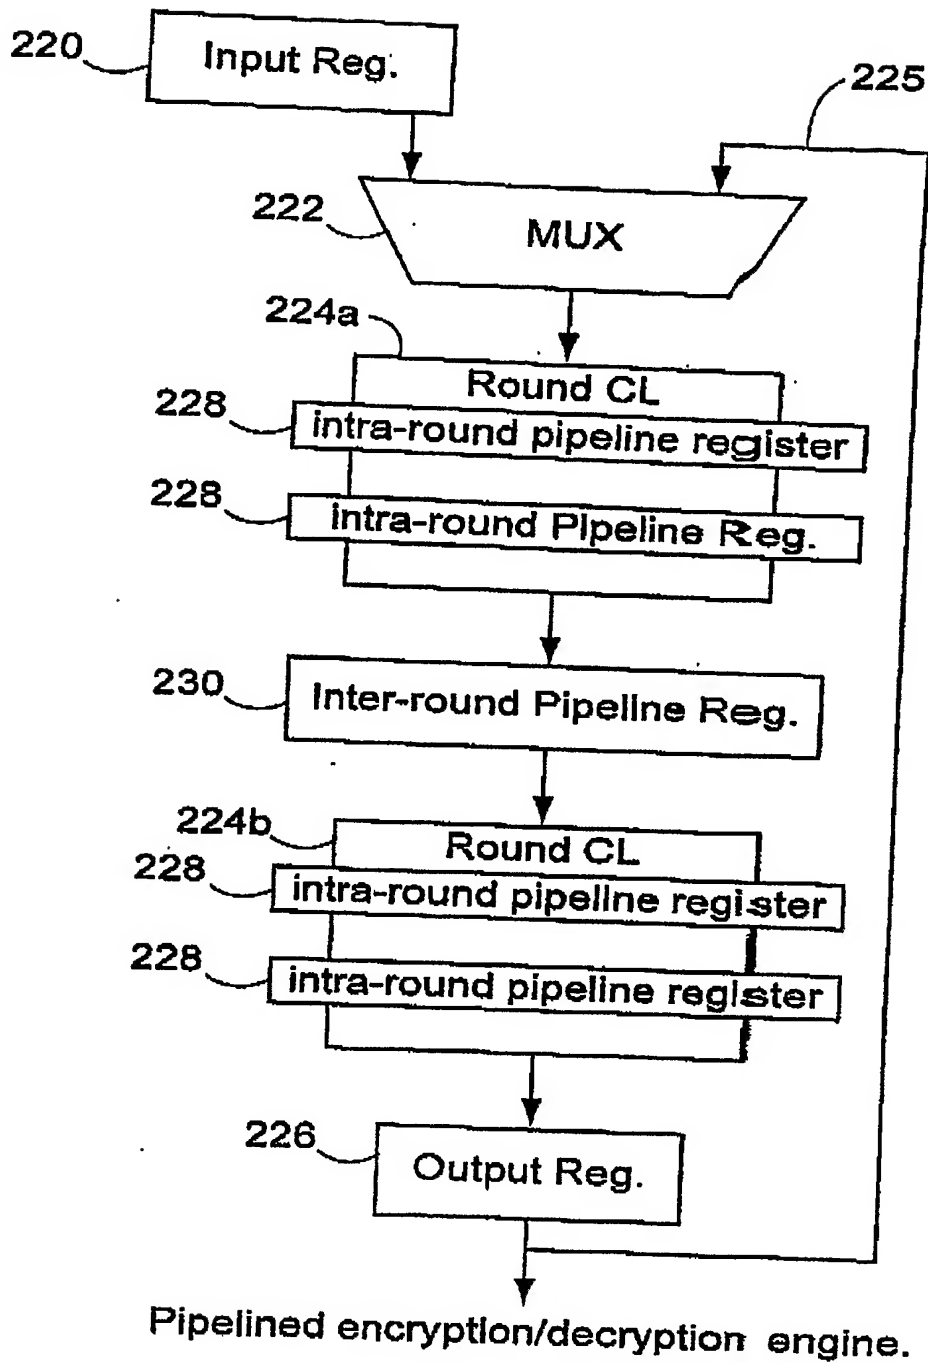 220
Input Reg.
225
222
MUX
224a
Round CL
228
intra-round pipeline register
228
intra-round Pipeline Reg.
230
Inter-round Pipeline Reg.
224b
Round CL
228
intra-round pipeline register
228
intra-round pipeline register
226
Output Reg.
Pipelined encryption/decryption engine.